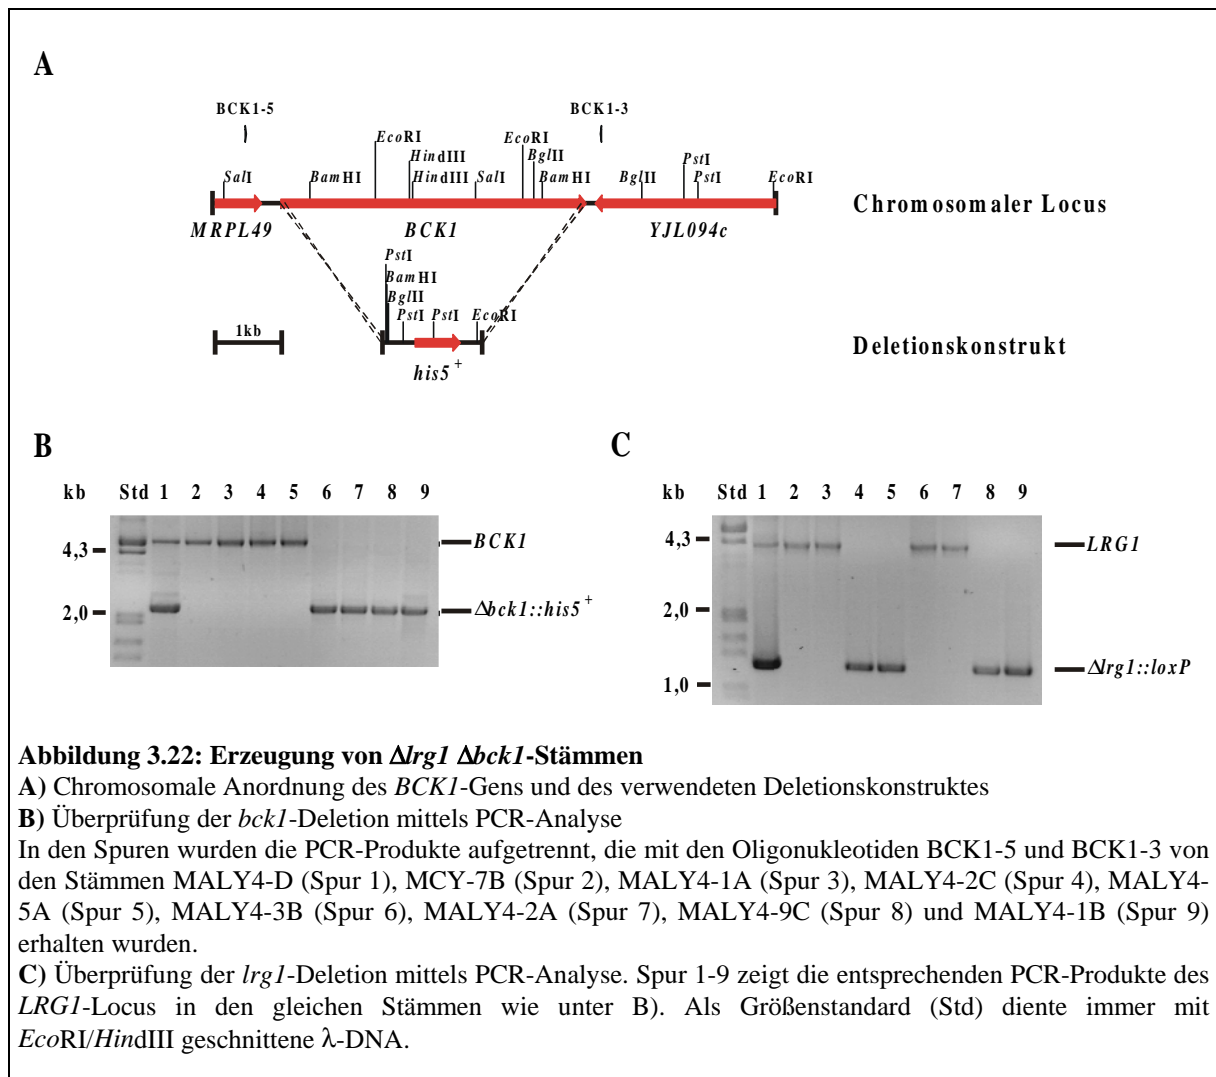 A
BCK1-5 BCK1-3
EcoRI EcoRI
HindIII BglII PstI
SalI BamHI HindIII SalI BamHI BglII PstI EcoRI
Chromosomaler Locus
MRPL49 BCK1 YJL094c
PstI
BamHI
BglII
PstI PstI EcoRI
1kb
Deletionskonstrukt
his5+
B
kb Std 1 2 3 4 5 6 7 8 9
4,3
BCK1
2,0
Δbck1::his5+
C
kb Std 1 2 3 4 5 6 7 8 9
4,3
LRG1
2,0
Δlrg1::loxP
1,0
Abbildung 3.22: Erzeugung von Δlrg1 Δbck1-Stämmen
A) Chromosomale Anordnung des BCK1-Gens und des verwendeten Deletionskonstruktes
B) Überprüfung der bck1-Deletion mittels PCR-Analyse
In den Spuren wurden die PCR-Produkte aufgetrennt, die mit den Oligonukleotiden BCK1-5 und BCK1-3 von
den Stämmen MALY4-D (Spur 1), MCY-7B (Spur 2), MALY4-1A (Spur 3), MALY4-2C (Spur 4), MALY4-
5A (Spur 5), MALY4-3B (Spur 6), MALY4-2A (Spur 7), MALY4-9C (Spur 8) und MALY4-1B (Spur 9)
erhalten wurden.
C) Überprüfung der lrg1-Deletion mittels PCR-Analyse. Spur 1-9 zeigt die entsprechenden PCR-Produkte des
LRG1-Locus in den gleichen Stämmen wie unter B). Als Größenstandard (Std) diente immer mit
EcoRI/HindIII geschnittene λ-DNA.